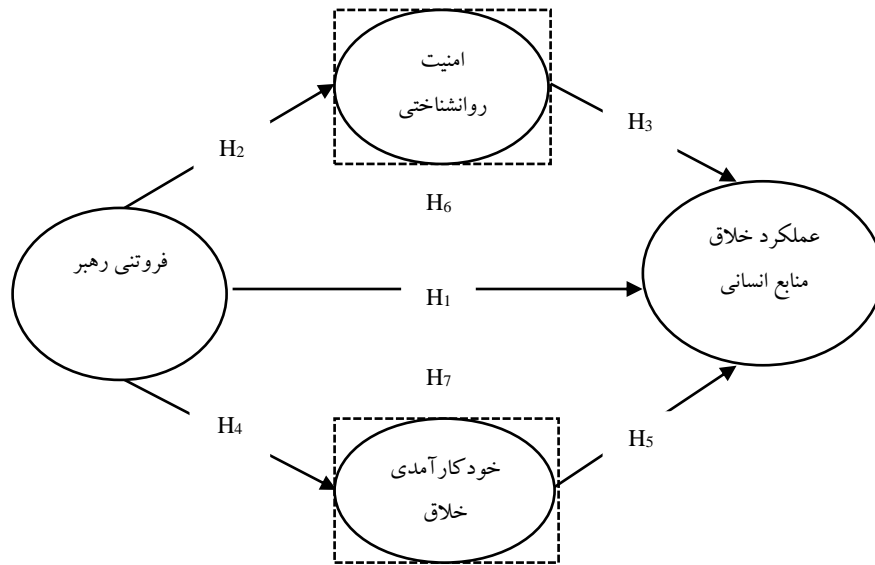 امنیت
روانشناختی
H3
H2
H6
عملکرد خلاق
منابع انسانی
فروتنی رهبر
H1
H7
H4
H5
خودکارآمدی
خلاق